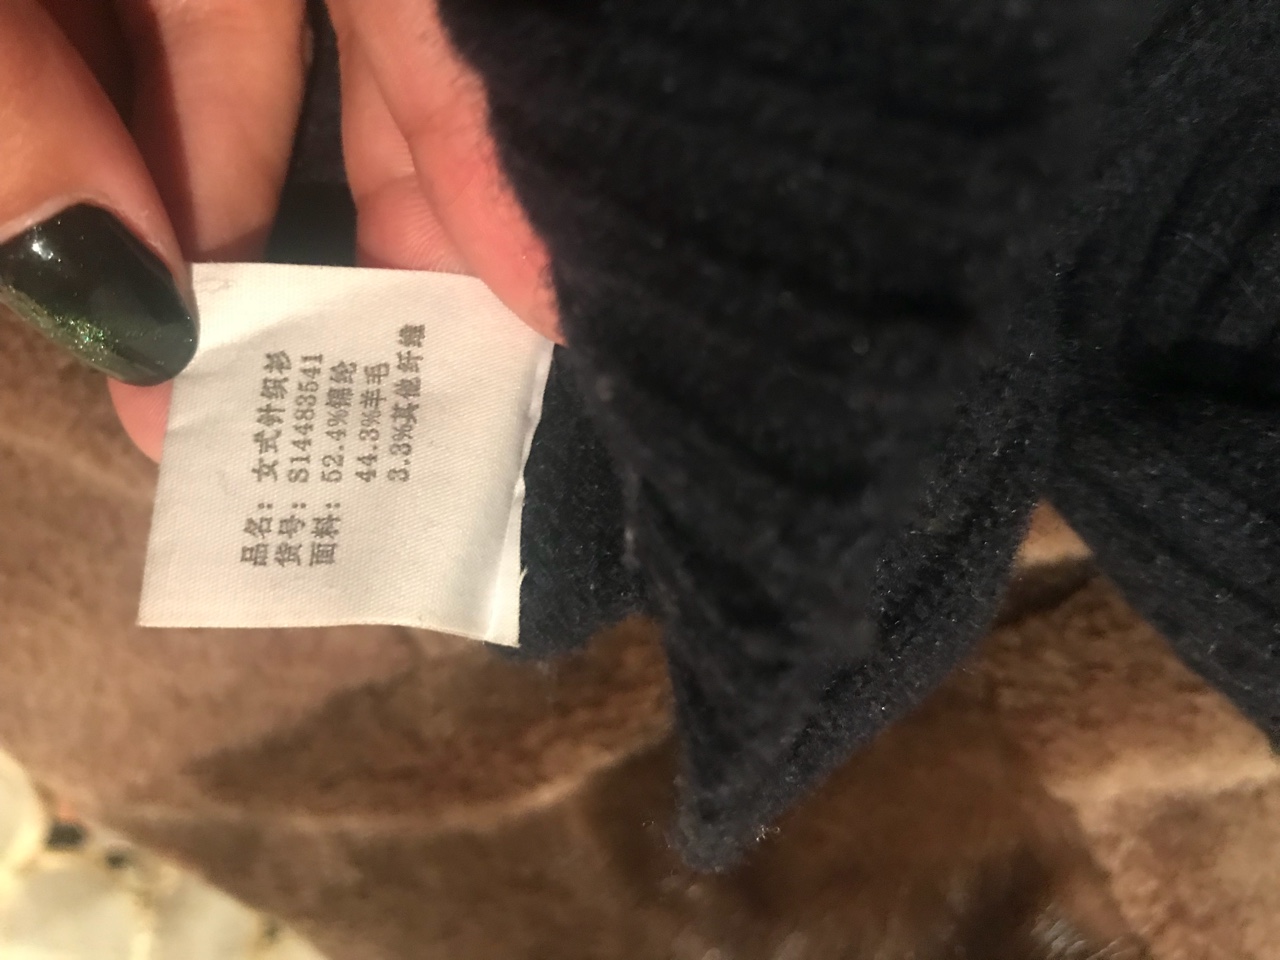 品名: 女式针织衫
货号: S14483541
面料: 52.4%锦纶
44.3%羊毛
3.3%其他纤维